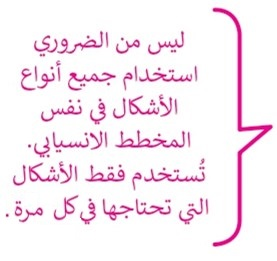 ليس من الضروري
استخدام جميع أنواع
الأشكال في نفس
المخطط الانسيابي.
تُستخدم فقط الأشكال
التي تحتاجها في كل مرة.